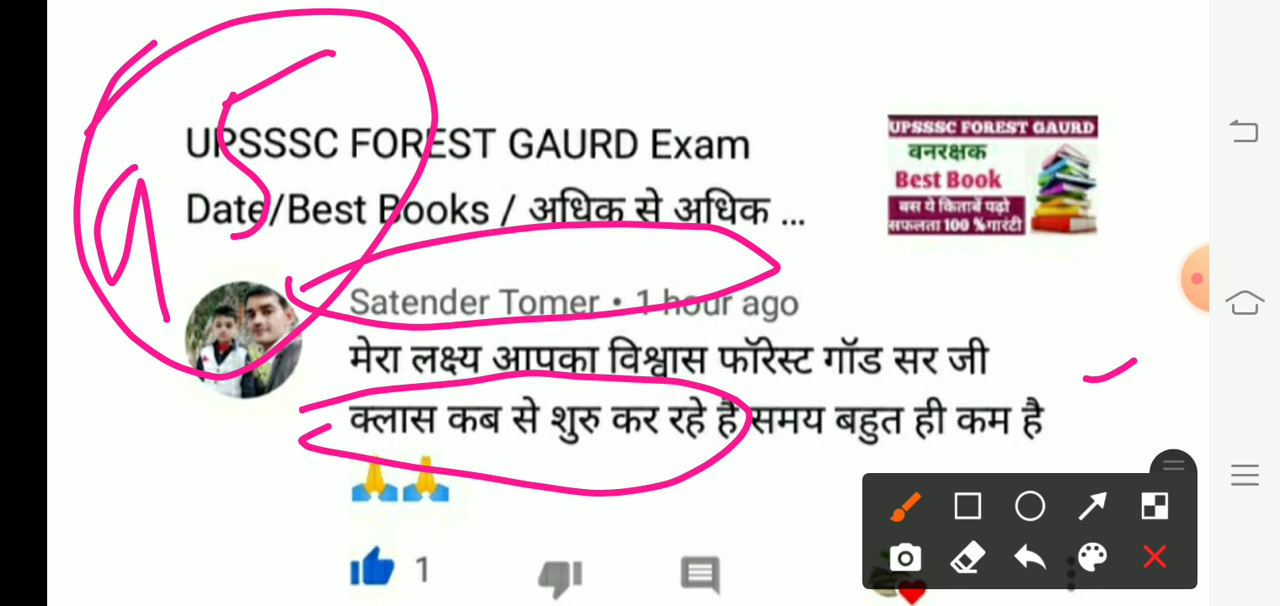 UPSSSC FOREST GAURD Exam
Date/Best Books / अधिक से अधिक ...
UPSSSC FOREST GAURD
वनरक्षक
Best Book
बस ये किताबें पढ़ो
सफलता 100 %गारंटी
Satender Tomer • 1 hour ago
मेरा लक्ष्य आपका विश्वास फॉरेस्ट गॉड सर जी
क्लास कब से शुरु कर रहे है समय बहुत ही कम है
🙏🙏
1